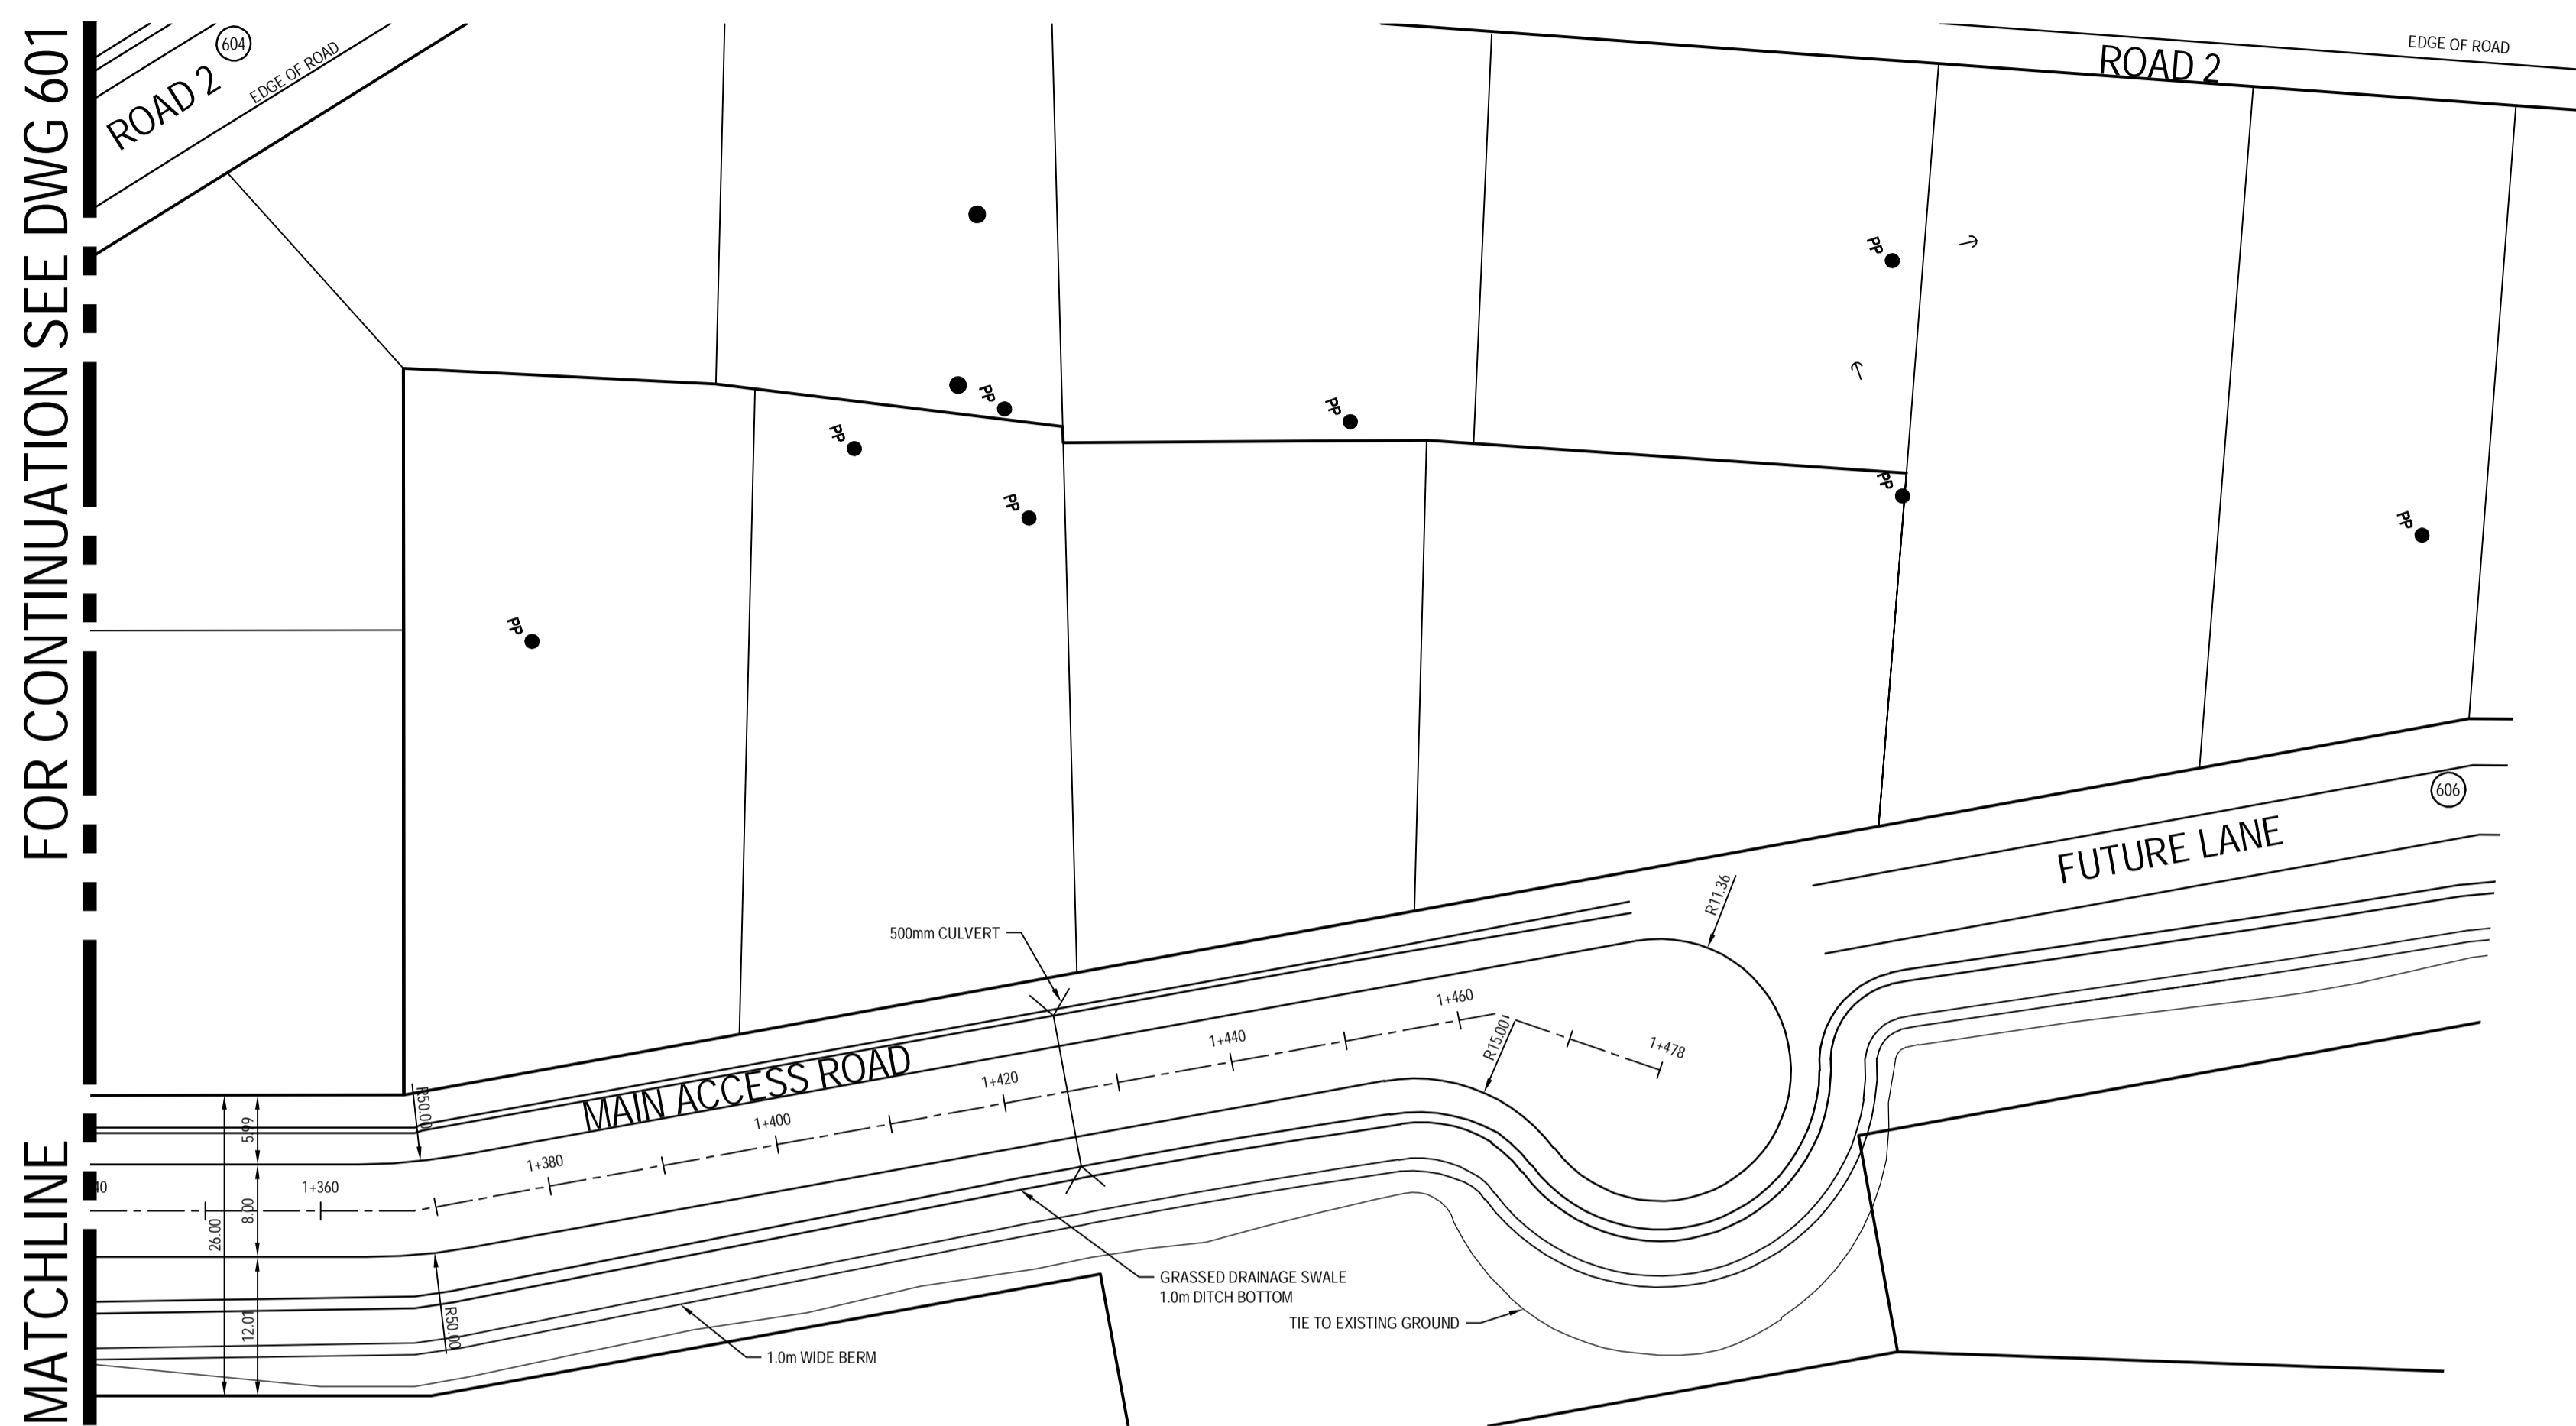 FOR CONTINUATION SEE DWG 601
MATCHLINE
604
ROAD 2
EDGE OF ROAD
ROAD 2
EDGE OF ROAD
PP
PP
PP
PP
PP
PP
PP
PP
606
FUTURE LANE
R11.36
500mm CULVERT
MAIN ACCESS ROAD
1+360
1+380
1+400
1+420
1+440
1+460
1+478
R15.00
R50.00
5.99
8.00
26.00
12.01
R50.00
GRASSED DRAINAGE SWALE
1.0m DITCH BOTTOM
TIE TO EXISTING GROUND
1.0m WIDE BERM